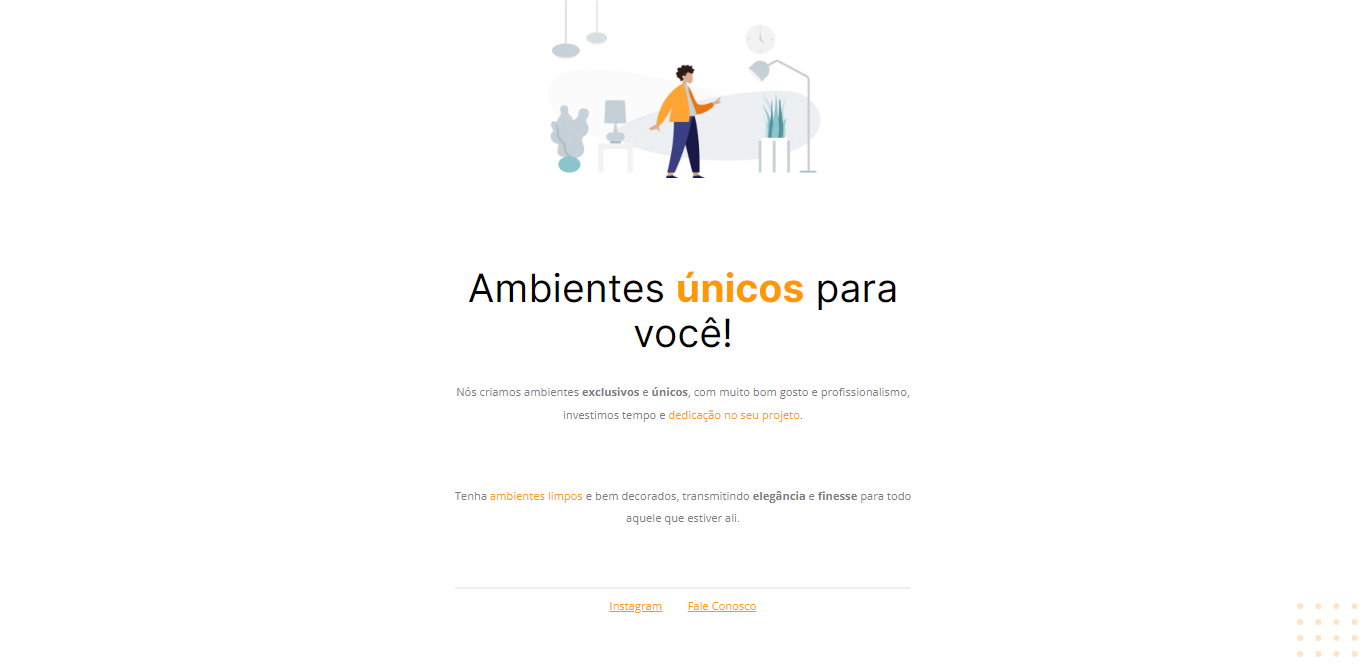 Ambientes únicos para
você!
Nós criamos ambientes exclusivos e únicos, com muito bom gosto e profissionalismo,
investimos tempo e dedicação no seu projeto.
Tenha ambientes limpos e bem decorados, transmitindo elegância e finesse para todo
aquele que estiver ali.
Instagram Fale Conosco